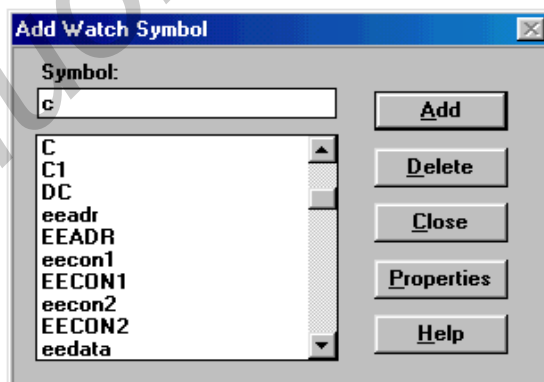 Add Watch Symbol
Symbol:
c
C
C1
DC
eeadr
EEADR
eecon1
EECON1
eecon2
EECON2
eedata
Add
Delete
Close
Properties
Help